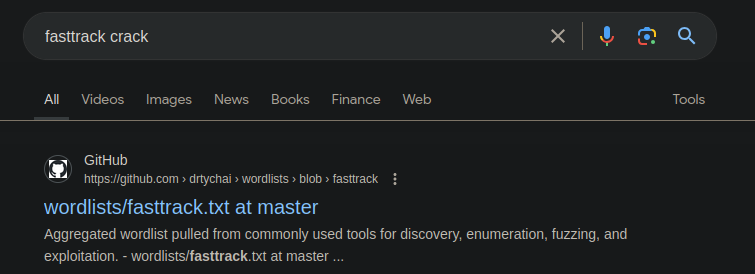 fasttrack crack
All Videos Images News Books Finance Web Tools
GitHub
https://github.com › drtychai › wordlists › blob › fasttrack
wordlists/fasttrack.txt at master
Aggregated wordlist pulled from commonly used tools for discovery, enumeration, fuzzing, and
exploitation. - wordlists/fasttrack.txt at master ...